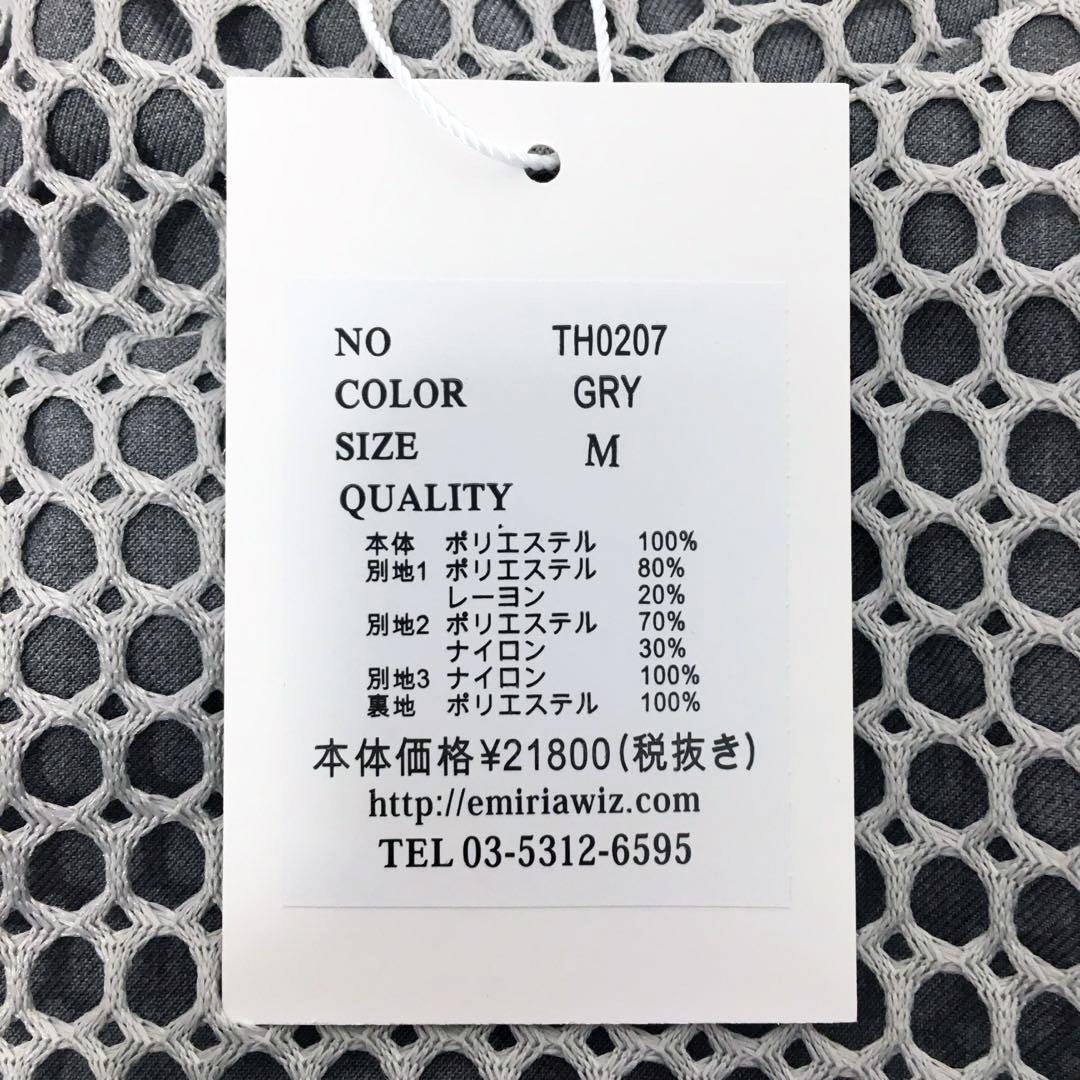 NO TH0207
COLOR GRY
SIZE M
QUALITY
本体 ポリエステル 100%
別地1 ポリエステル 80%
レーヨン 20%
別地2 ポリエステル 70%
ナイロン 30%
別地3 ナイロン 100%
裏地 ポリエステル 100%
本体価格¥21800(税抜き)
http://emiriawiz.com
TEL 03-5312-6595